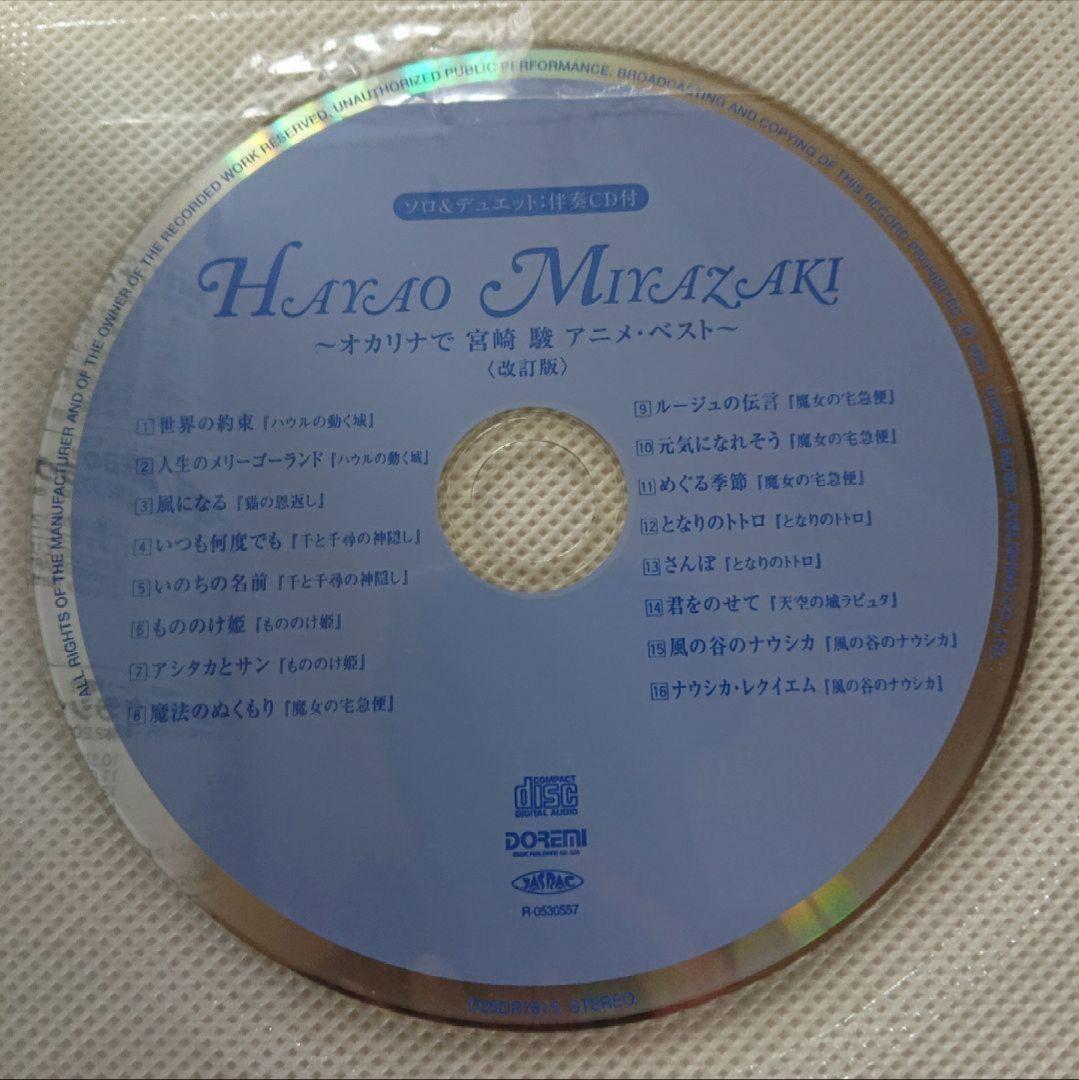 ALL RIGHTS OF THE MANUFACTURER AND OF THE OWNER OF THE RECORDED WORK RESERVED. UNAUTHORIZED PUBLIC PERFORMANCE. BROADCASTING AND COPYING OF THIS RECORD PROHIBITED.
ソロ&デュエット:伴奏CD付
HAYAO MIYAZAKI
〜オカリナで 宮崎 駿 アニメ・ベスト〜
〈改訂版〉
1 世界の約束『ハウルの動く城』
2 人生のメリーゴーランド『ハウルの動く城』
3 風になる『猫の恩返し』
4 いつも何度でも『千と千尋の神隠し』
5 いのちの名前『千と千尋の神隠し』
6 もののけ姫『もののけ姫』
7 アシタカとサン『もののけ姫』
8 魔法のぬくもり『魔女の宅急便』
9 ルージュの伝言『魔女の宅急便』
10 元気になれそう『魔女の宅急便』
11 めぐる季節『魔女の宅急便』
12 となりのトトロ『となりのトトロ』
13 さんぽ『となりのトトロ』
14 君をのせて『天空の城ラピュタ』
15 風の谷のナウシカ『風の谷のナウシカ』
16 ナウシカ・レクイエム『風の谷のナウシカ』
COMPACT
disc
DIGITAL AUDIO
DOREMI
MUSIC PUBLISHING CO., LTD.
JASRAC
R-0530557
STEREO